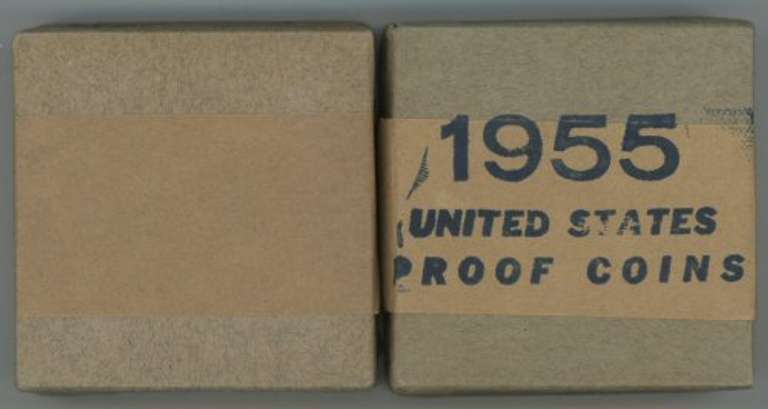 1955
UNITED STATES
PROOF COINS